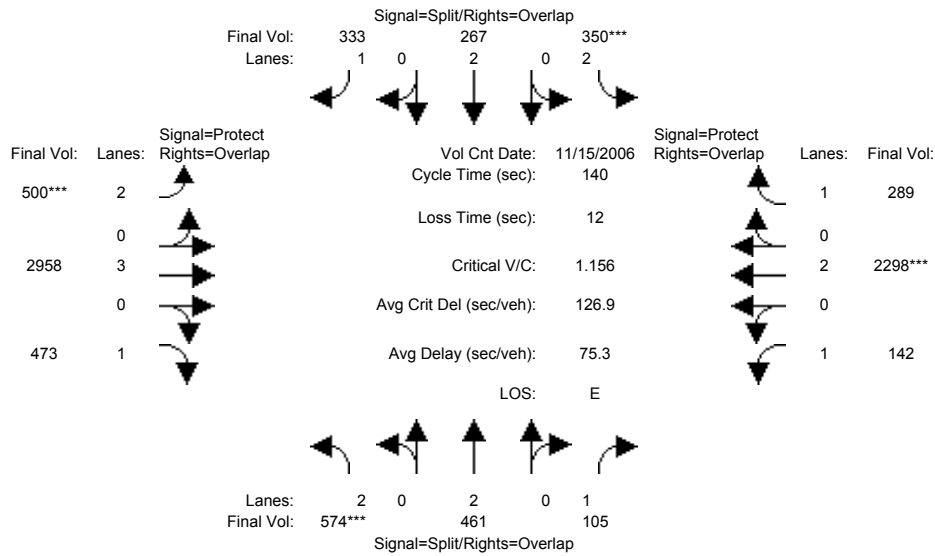 Signal=Split/Rights=Overlap
Final Vol: 333 267 350***
Lanes: 1 0 2 0 2
Signal=Protect
Final Vol: Lanes: Rights=Overlap
Vol Cnt Date: 11/15/2006
Signal=Protect
Rights=Overlap Lanes: Final Vol:
Cycle Time (sec): 140
500*** 2
1 289
Loss Time (sec): 12
0
0
2958 3
Critical V/C: 1.156
2 2298***
0
Avg Crit Del (sec/veh): 126.9
0
473 1
Avg Delay (sec/veh): 75.3
1 142
LOS: E
Lanes: 2 0 2 0 1
Final Vol: 574*** 461 105
Signal=Split/Rights=Overlap